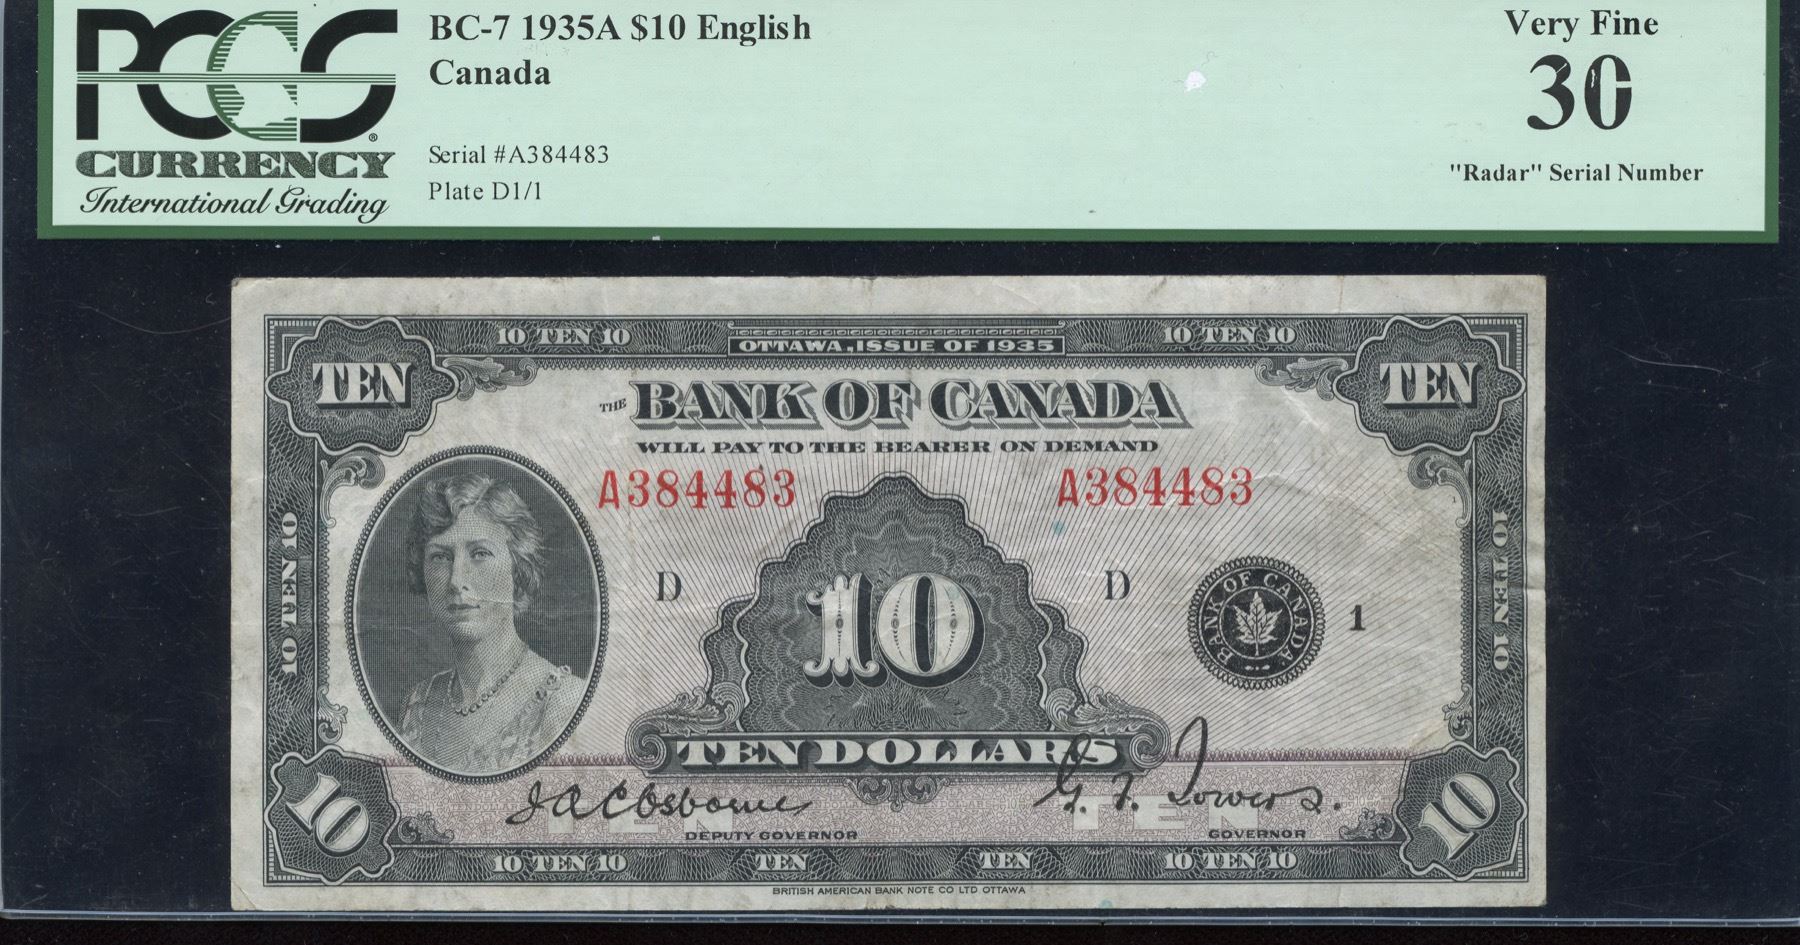 PCGS
CURRENCY
International Grading
BC-7 1935A $10 English
Canada
Serial #A384483
Plate D1/1
Very Fine
30
"Radar" Serial Number
10 TEN 10
OTTAWA, ISSUE OF 1935
10 TEN 10
TEN
TEN
THE BANK OF CANADA
WILL PAY TO THE BEARER ON DEMAND
A384483
A384483
10 TEN 10
10 TEN 10
D
10
D
BANK OF CANADA
1
TEN DOLLARS
10
10
J A C Osborne
G. F. Towers.
TEN
TEN
DEPUTY GOVERNOR
GOVERNOR
10 TEN 10
TEN
TEN
10 TEN 10
BRITISH AMERICAN BANK NOTE CO LTD OTTAWA